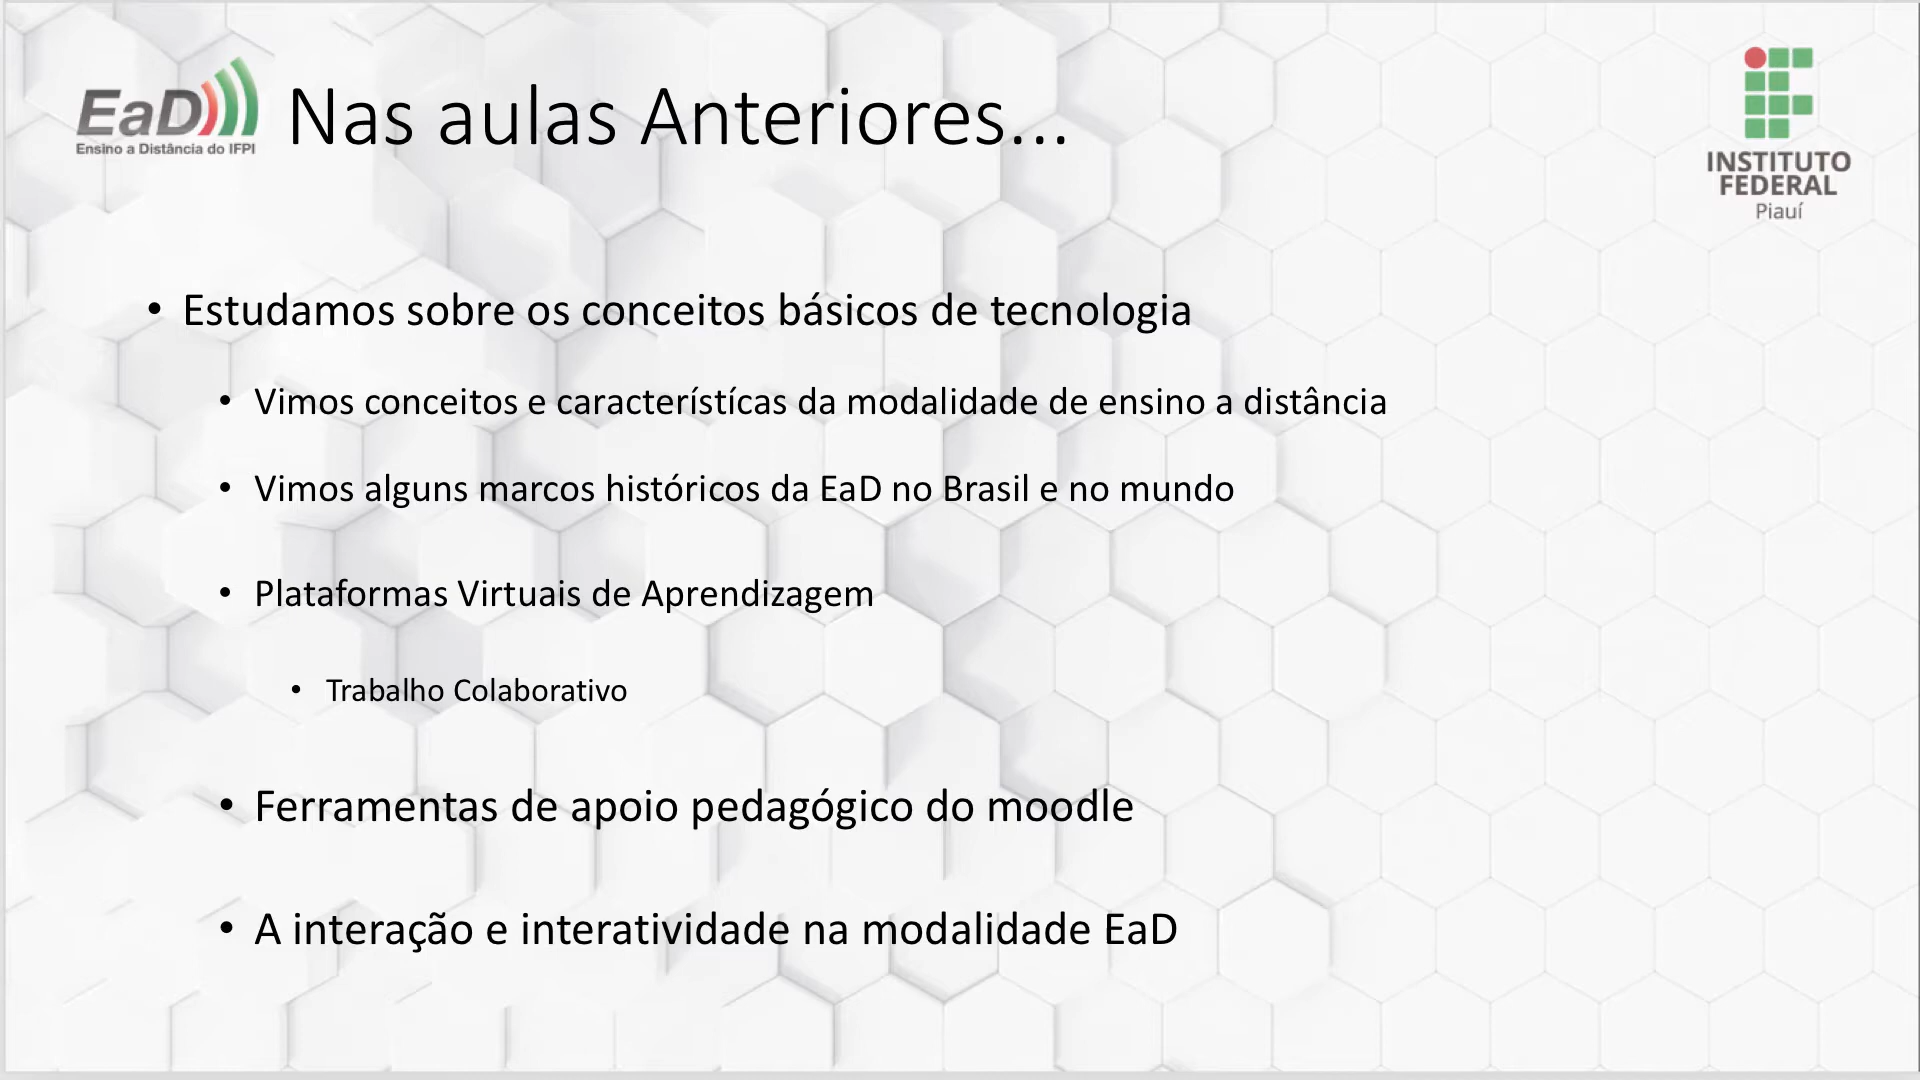 EaD
Ensino a Distância do IFPI
Nas aulas Anteriores...
INSTITUTO
FEDERAL
Piauí
• Estudamos sobre os conceitos básicos de tecnologia
• Vimos conceitos e característícas da modalidade de ensino a distância
• Vimos alguns marcos históricos da EaD no Brasil e no mundo
• Plataformas Virtuais de Aprendizagem
• Trabalho Colaborativo
• Ferramentas de apoio pedagógico do moodle
• A interação e interatividade na modalidade EaD